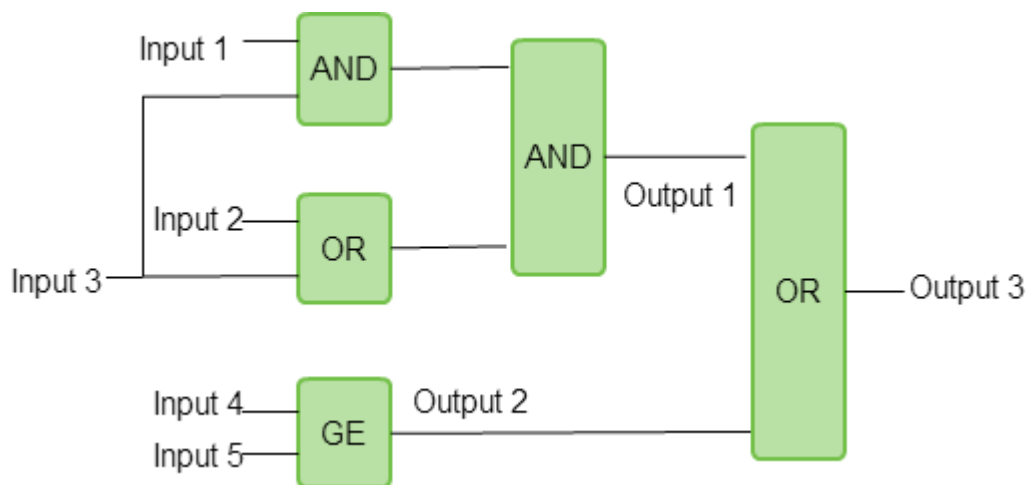 Input 1
AND
AND
Output 1
Input 2
OR
Input 3
OR
Output 3
Input 4
Output 2
GE
Input 5